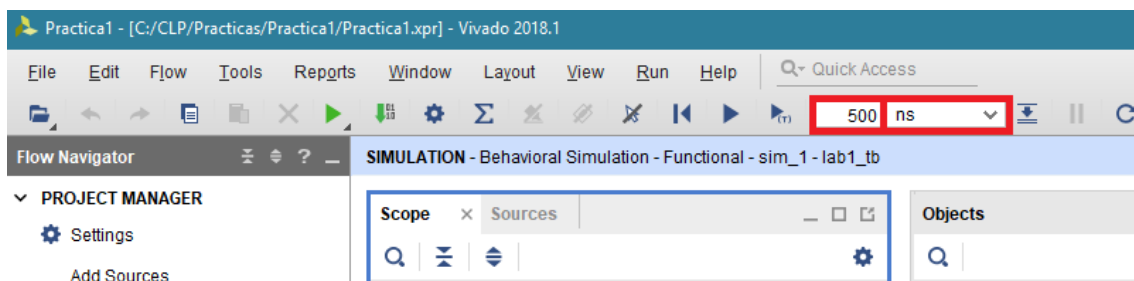 Practica1 - [C:/CLP/Practicas/Practica1/Practica1.xpr] - Vivado 2018.1
File Edit Flow Tools Reports Window Layout View Run Help Quick Access
01 10 Σ (T) 500 ns
Flow Navigator ? SIMULATION - Behavioral Simulation - Functional - sim_1 - lab1_tb
PROJECT MANAGER
Scope Sources Objects
Settings
Add Sources